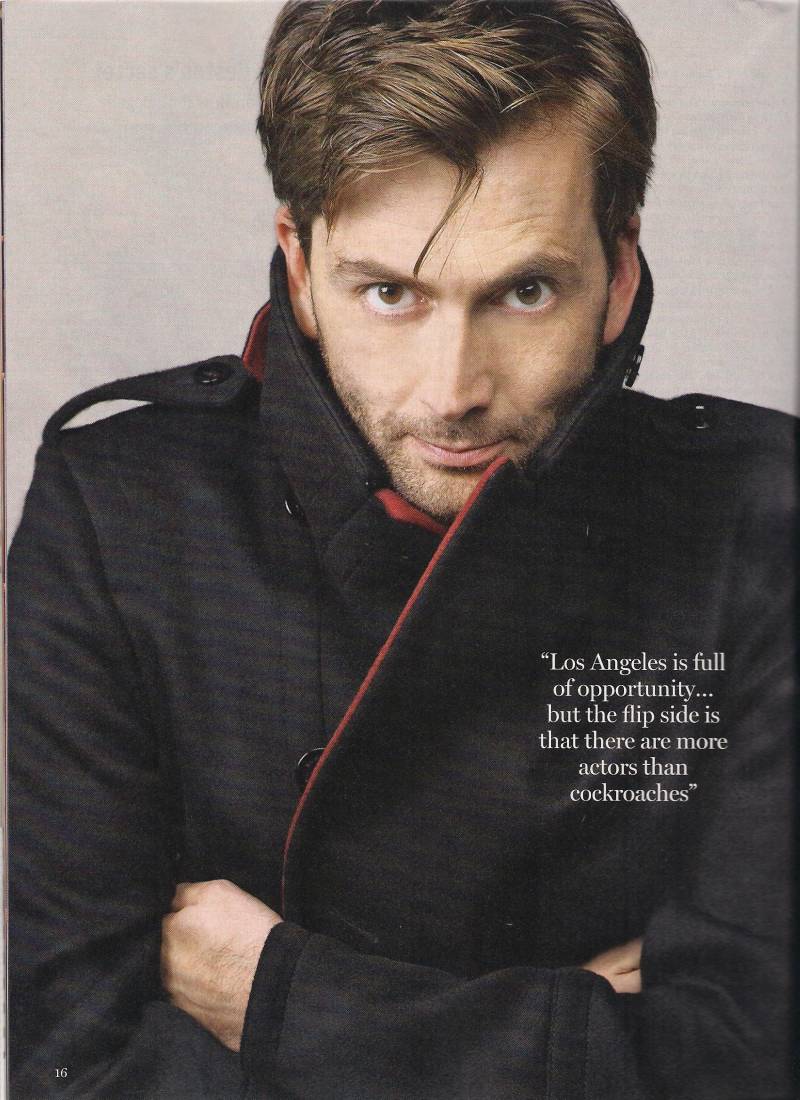 “Los Angeles is full
of opportunity...
but the flip side is
that there are more
actors than
cockroaches”
16